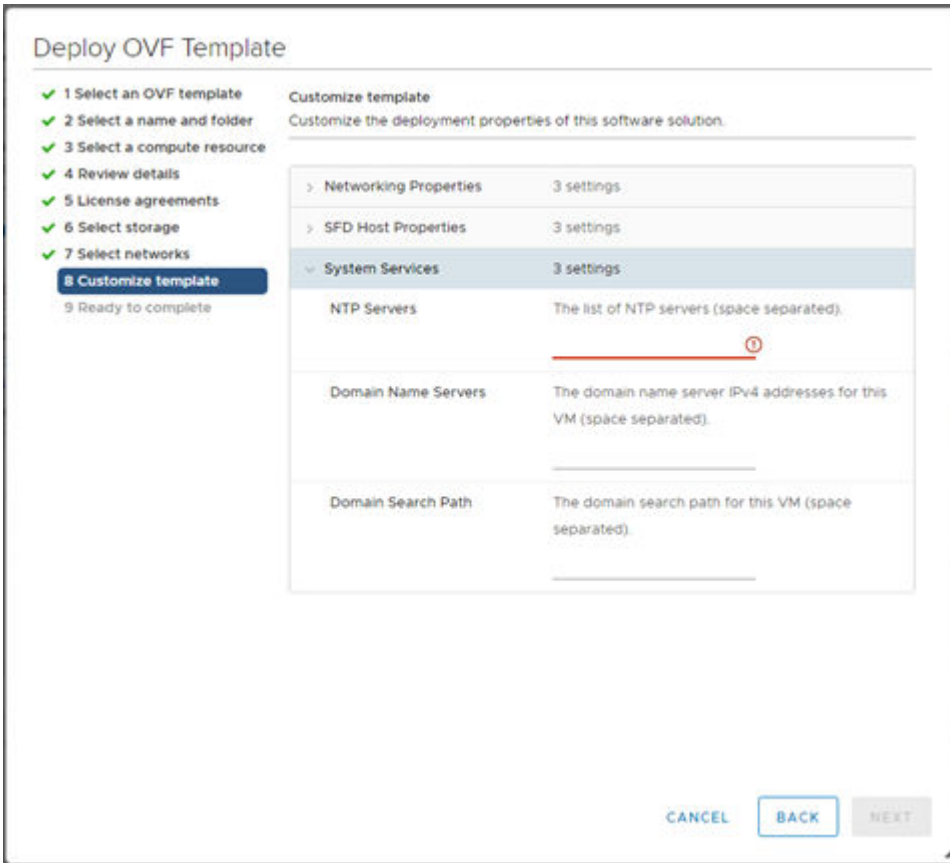 Deploy OVF Template
1 Select an OVF template
2 Select a name and folder
3 Select a compute resource
4 Review details
5 License agreements
6 Select storage
7 Select networks
8 Customize template
9 Ready to complete
Customize template
Customize the deployment properties of this software solution.
Networking Properties 3 settings
SFD Host Properties 3 settings
System Services 3 settings
NTP Servers The list of NTP servers (space separated).
Domain Name Servers The domain name server IPv4 addresses for this
VM (space separated).
Domain Search Path The domain search path for this VM (space
separated).
CANCEL BACK NEXT